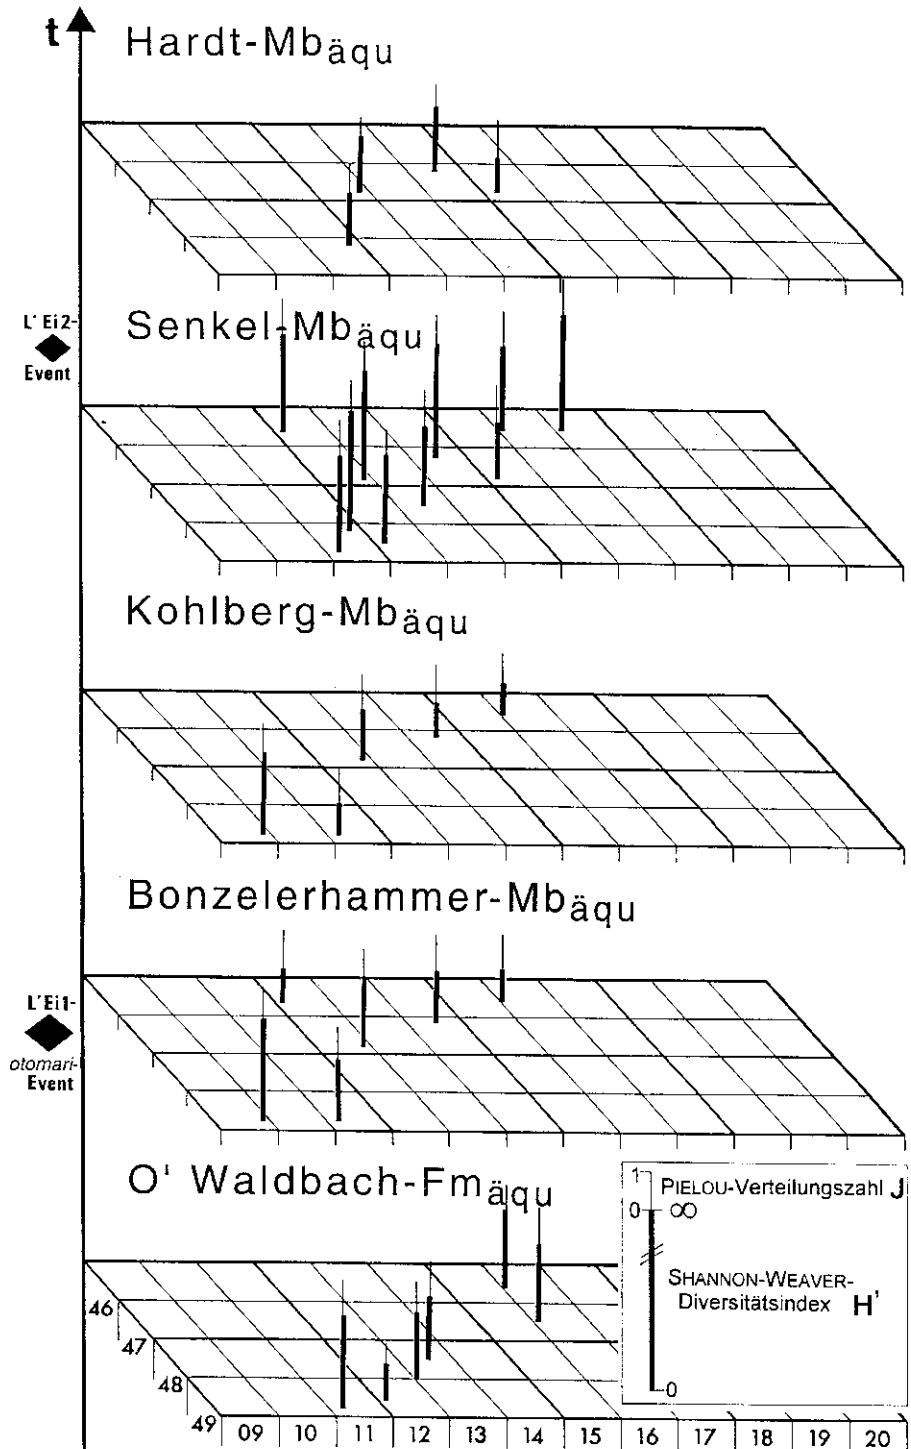 t
Hardt-Mbäqu
L' Ei2-
Event
Senkel-Mbäqu
Kohlberg-Mbäqu
Bonzelerhammer-Mbäqu
L'Ei1-
otomari-
Event
O' Waldbach-Fmäqu
1
PIELOU-Verteilungszahl J
0 ∞
SHANNON-WEAVER-
Diversitätsindex H'
0
46
47
48
49 09 10 11 12 13 14 15 16 17 18 19 20